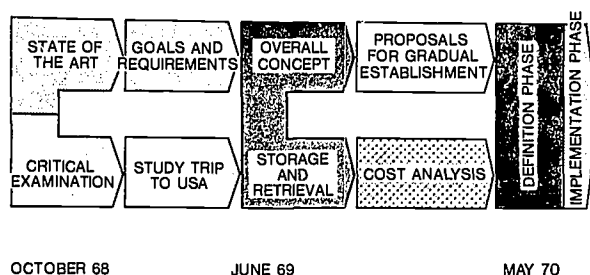 STATE OF
THE ART
GOALS AND
REQUIREMENTS
OVERALL
CONCEPT
PROPOSALS
FOR GRADUAL
ESTABLISHMENT
CRITICAL
EXAMINATION
STUDY TRIP
TO USA
STORAGE
AND
RETRIEVAL
COST ANALYSIS
DEFINITION PHASE
IMPLEMENTATION PHASE
OCTOBER 68
JUNE 69
MAY 70